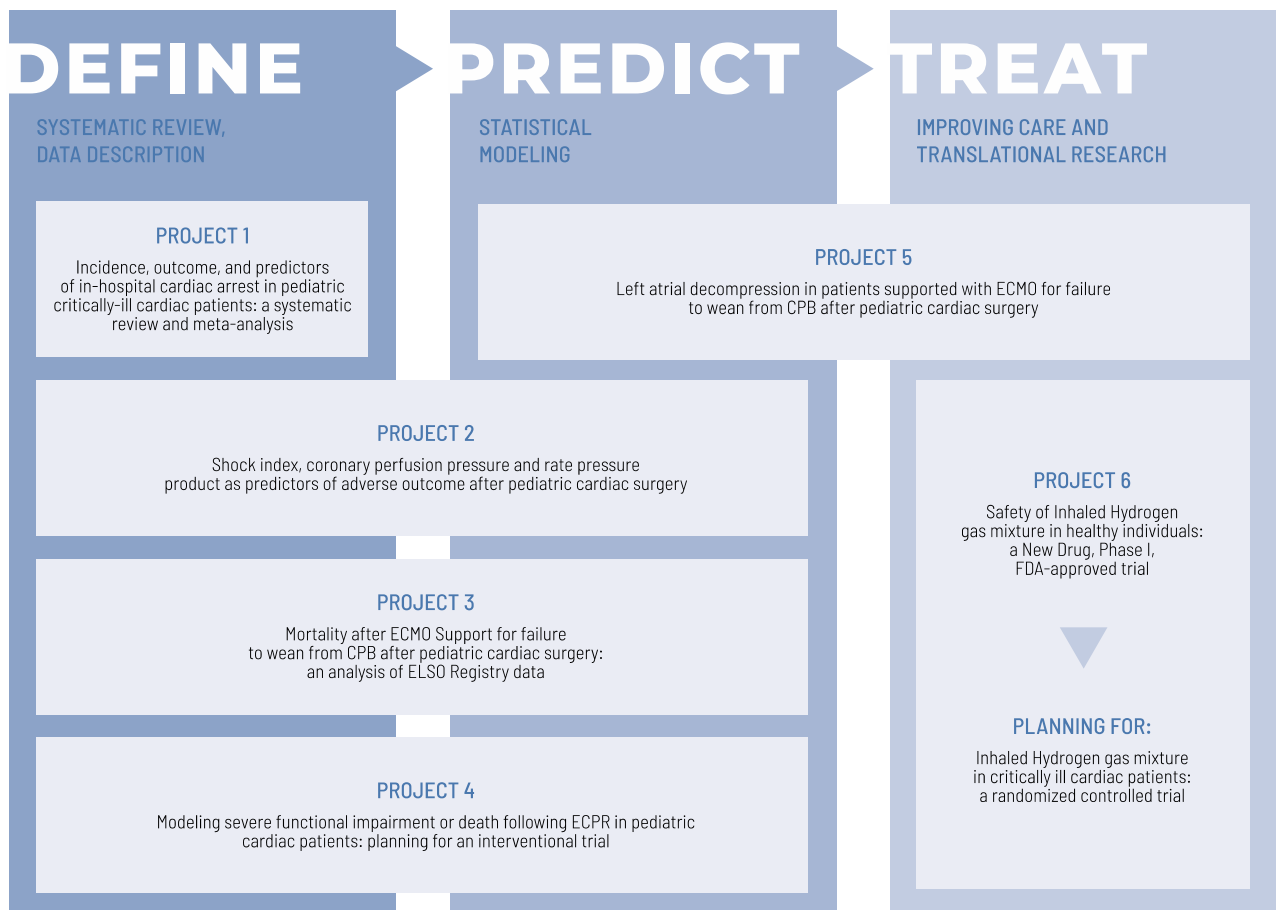 DEFINE
SYSTEMATIC REVIEW,
DATA DESCRIPTION
PREDICT
STATISTICAL
MODELING
TREAT
IMPROVING CARE AND
TRANSLATIONAL RESEARCH
PROJECT 1
Incidence, outcome, and predictors
of in-hospital cardiac arrest in pediatric
critically-ill cardiac patients: a systematic
review and meta-analysis
PROJECT 5
Left atrial decompression in patients supported with ECMO for failure
to wean from CPB after pediatric cardiac surgery
PROJECT 2
Shock index, coronary perfusion pressure and rate pressure
product as predictors of adverse outcome after pediatric cardiac surgery
PROJECT 3
Mortality after ECMO Support for failure
to wean from CPB after pediatric cardiac surgery:
an analysis of ELSO Registry data
PROJECT 4
Modeling severe functional impairment or death following ECPR in pediatric
cardiac patients: planning for an interventional trial
PROJECT 6
Safety of Inhaled Hydrogen
gas mixture in healthy individuals:
a New Drug, Phase I,
FDA-approved trial
PLANNING FOR:
Inhaled Hydrogen gas mixture
in critically ill cardiac patients:
a randomized controlled trial